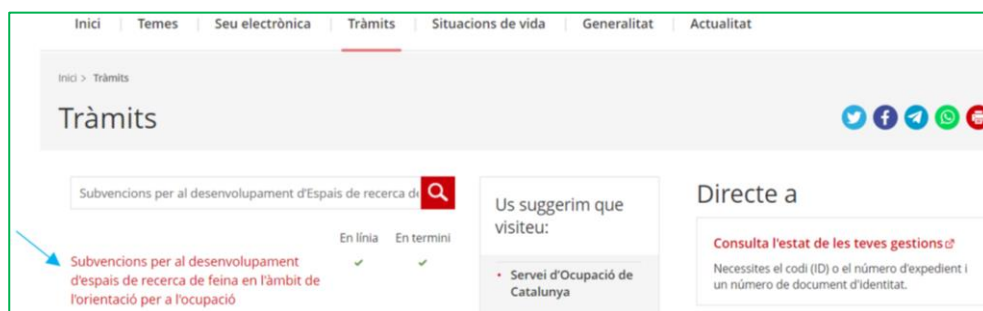 Inici Temes Seu electrònica Tràmits Situacions de vida Generalitat Actualitat
Inici > Tràmits
Tràmits
Subvencions per al desenvolupament d'Espais de recerca de
En línia En termini
Subvencions per al desenvolupament
d'espais de recerca de feina en l'àmbit de
l'orientació per a l'ocupació
Us suggerim que
visiteu:
Servei d'Ocupació de
Catalunya
Directe a
Consulta l'estat de les teves gestions
Necessites el codi (ID) o el número d'expedient i
un número de document d'identitat.